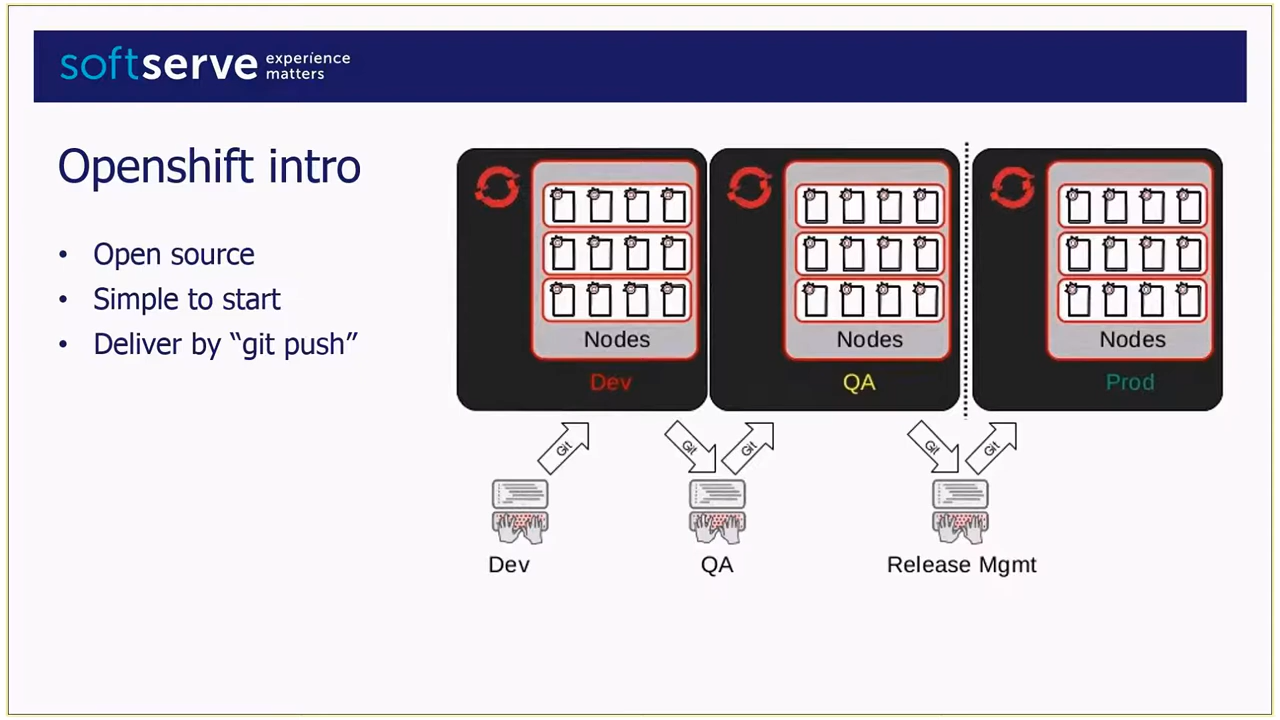 softserve experience matters
Openshift intro
• Open source
• Simple to start
• Deliver by “git push”
Nodes
Dev
Nodes
QA
Nodes
Prod
Git
Git
Git
Git
Git
Dev
QA
Release Mgmt